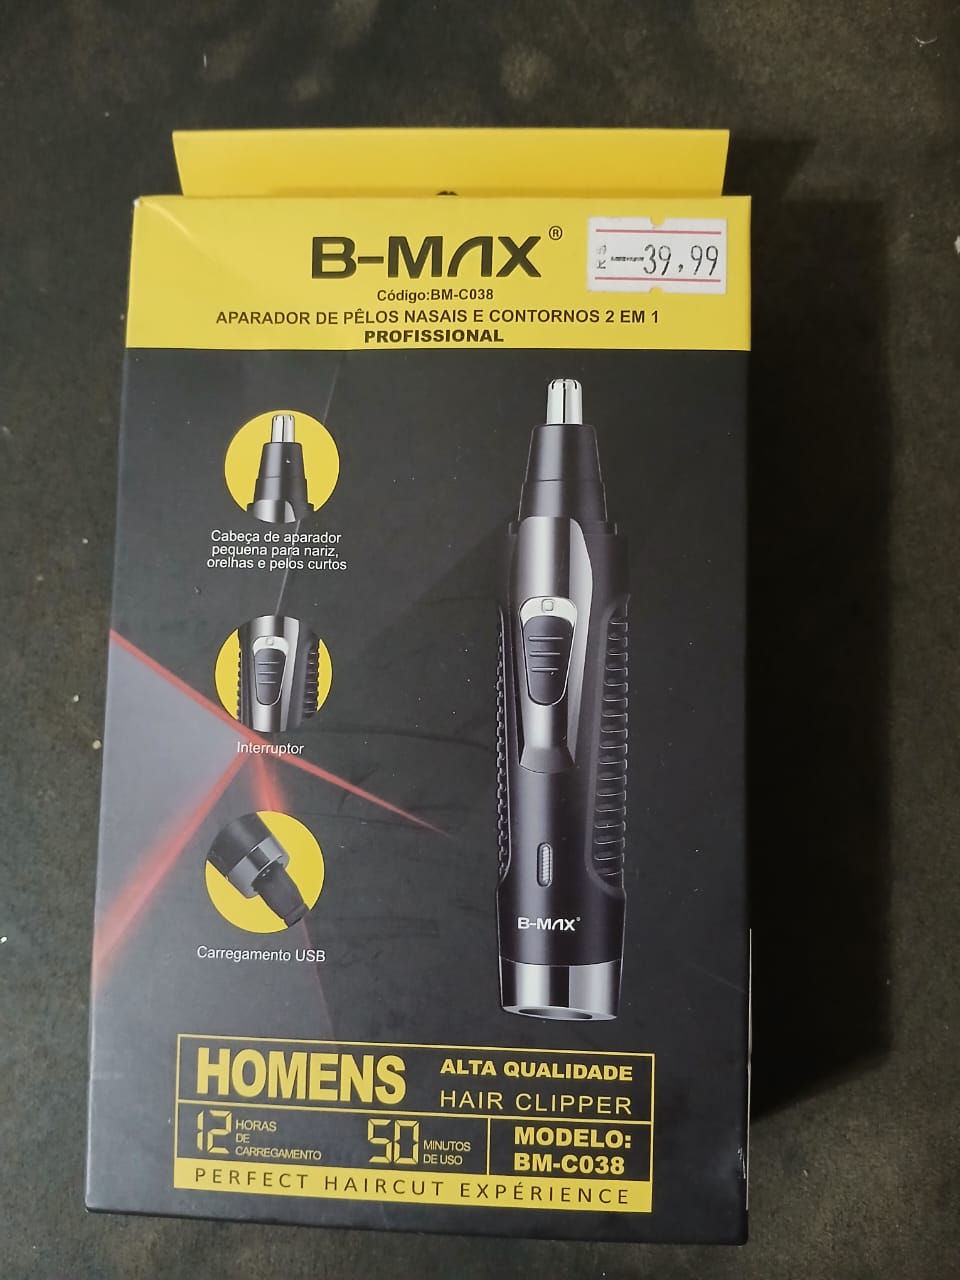 B-MAX®
R$ 39,99
Código:BM-C038
APARADOR DE PÊLOS NASAIS E CONTORNOS 2 EM 1
PROFISSIONAL
Cabeça de aparador
pequena para nariz,
orelhas e pelos curtos
Interruptor
Carregamento USB
B-MAX®
HOMENS
ALTA QUALIDADE
HAIR CLIPPER
12 HORAS
DE
CARREGAMENTO
50 MINUTOS
DE USO
MODELO:
BM-C038
PERFECT HAIRCUT EXPÉRIENCE